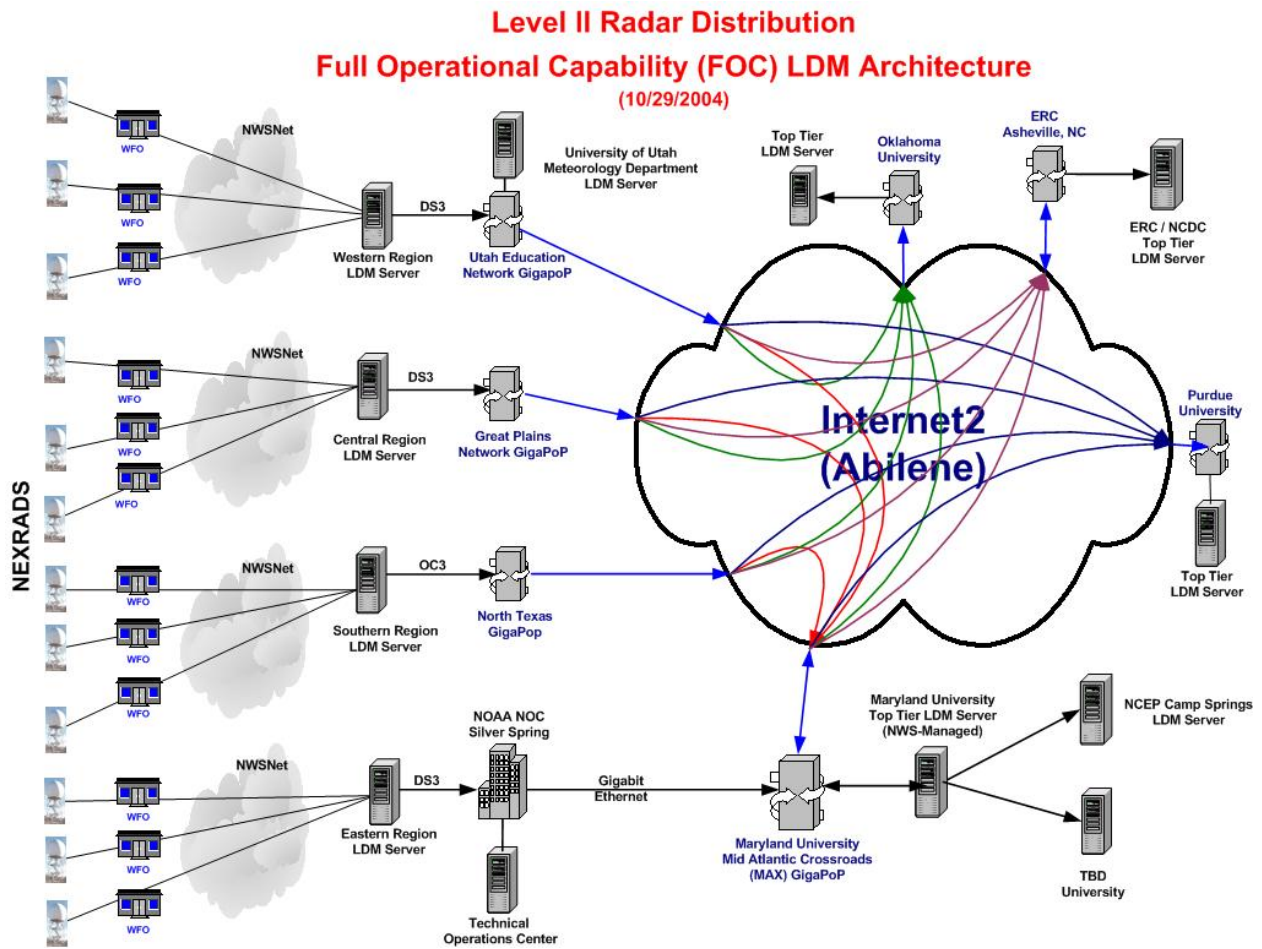 Level II Radar Distribution
Full Operational Capability (FOC) LDM Architecture
(10/29/2004)
NEXRADS
WFO
WFO
WFO
NWSNet
Western Region
LDM Server
DS3
University of Utah
Meteorology Department
LDM Server
Utah Education
Network GigapoP
Top Tier
LDM Server
Oklahoma
University
ERC
Asheville, NC
ERC / NCDC
Top Tier
LDM Server
WFO
WFO
WFO
NWSNet
Central Region
LDM Server
DS3
Great Plains
Network GigaPoP
Internet2
(Abilene)
Purdue
University
Top Tier
LDM Server
WFO
WFO
WFO
NWSNet
Southern Region
LDM Server
OC3
North Texas
GigaPop
WFO
WFO
WFO
NWSNet
Eastern Region
LDM Server
DS3
NOAA NOC
Silver Spring
Technical
Operations Center
Gigabit
Ethernet
Maryland University
Mid Atlantic Crossroads
(MAX) GigaPoP
Maryland University
Top Tier LDM Server
(NWS-Managed)
NCEP Camp Springs
LDM Server
TBD
University